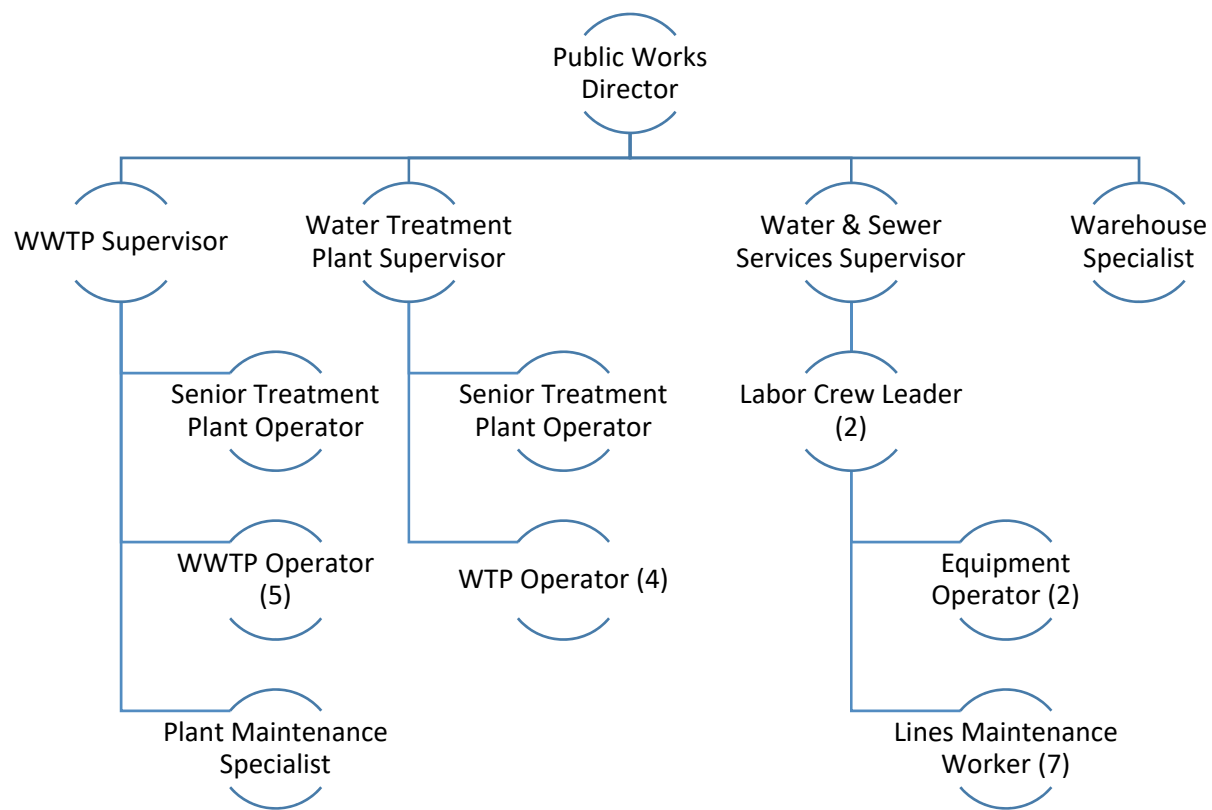 Public Works
Director
WWTP Supervisor
Water Treatment
Plant Supervisor
Water & Sewer
Services Supervisor
Warehouse
Specialist
Senior Treatment
Plant Operator
Senior Treatment
Plant Operator
Labor Crew Leader
(2)
WWTP Operator
(5)
WTP Operator (4)
Equipment
Operator (2)
Plant Maintenance
Specialist
Lines Maintenance
Worker (7)